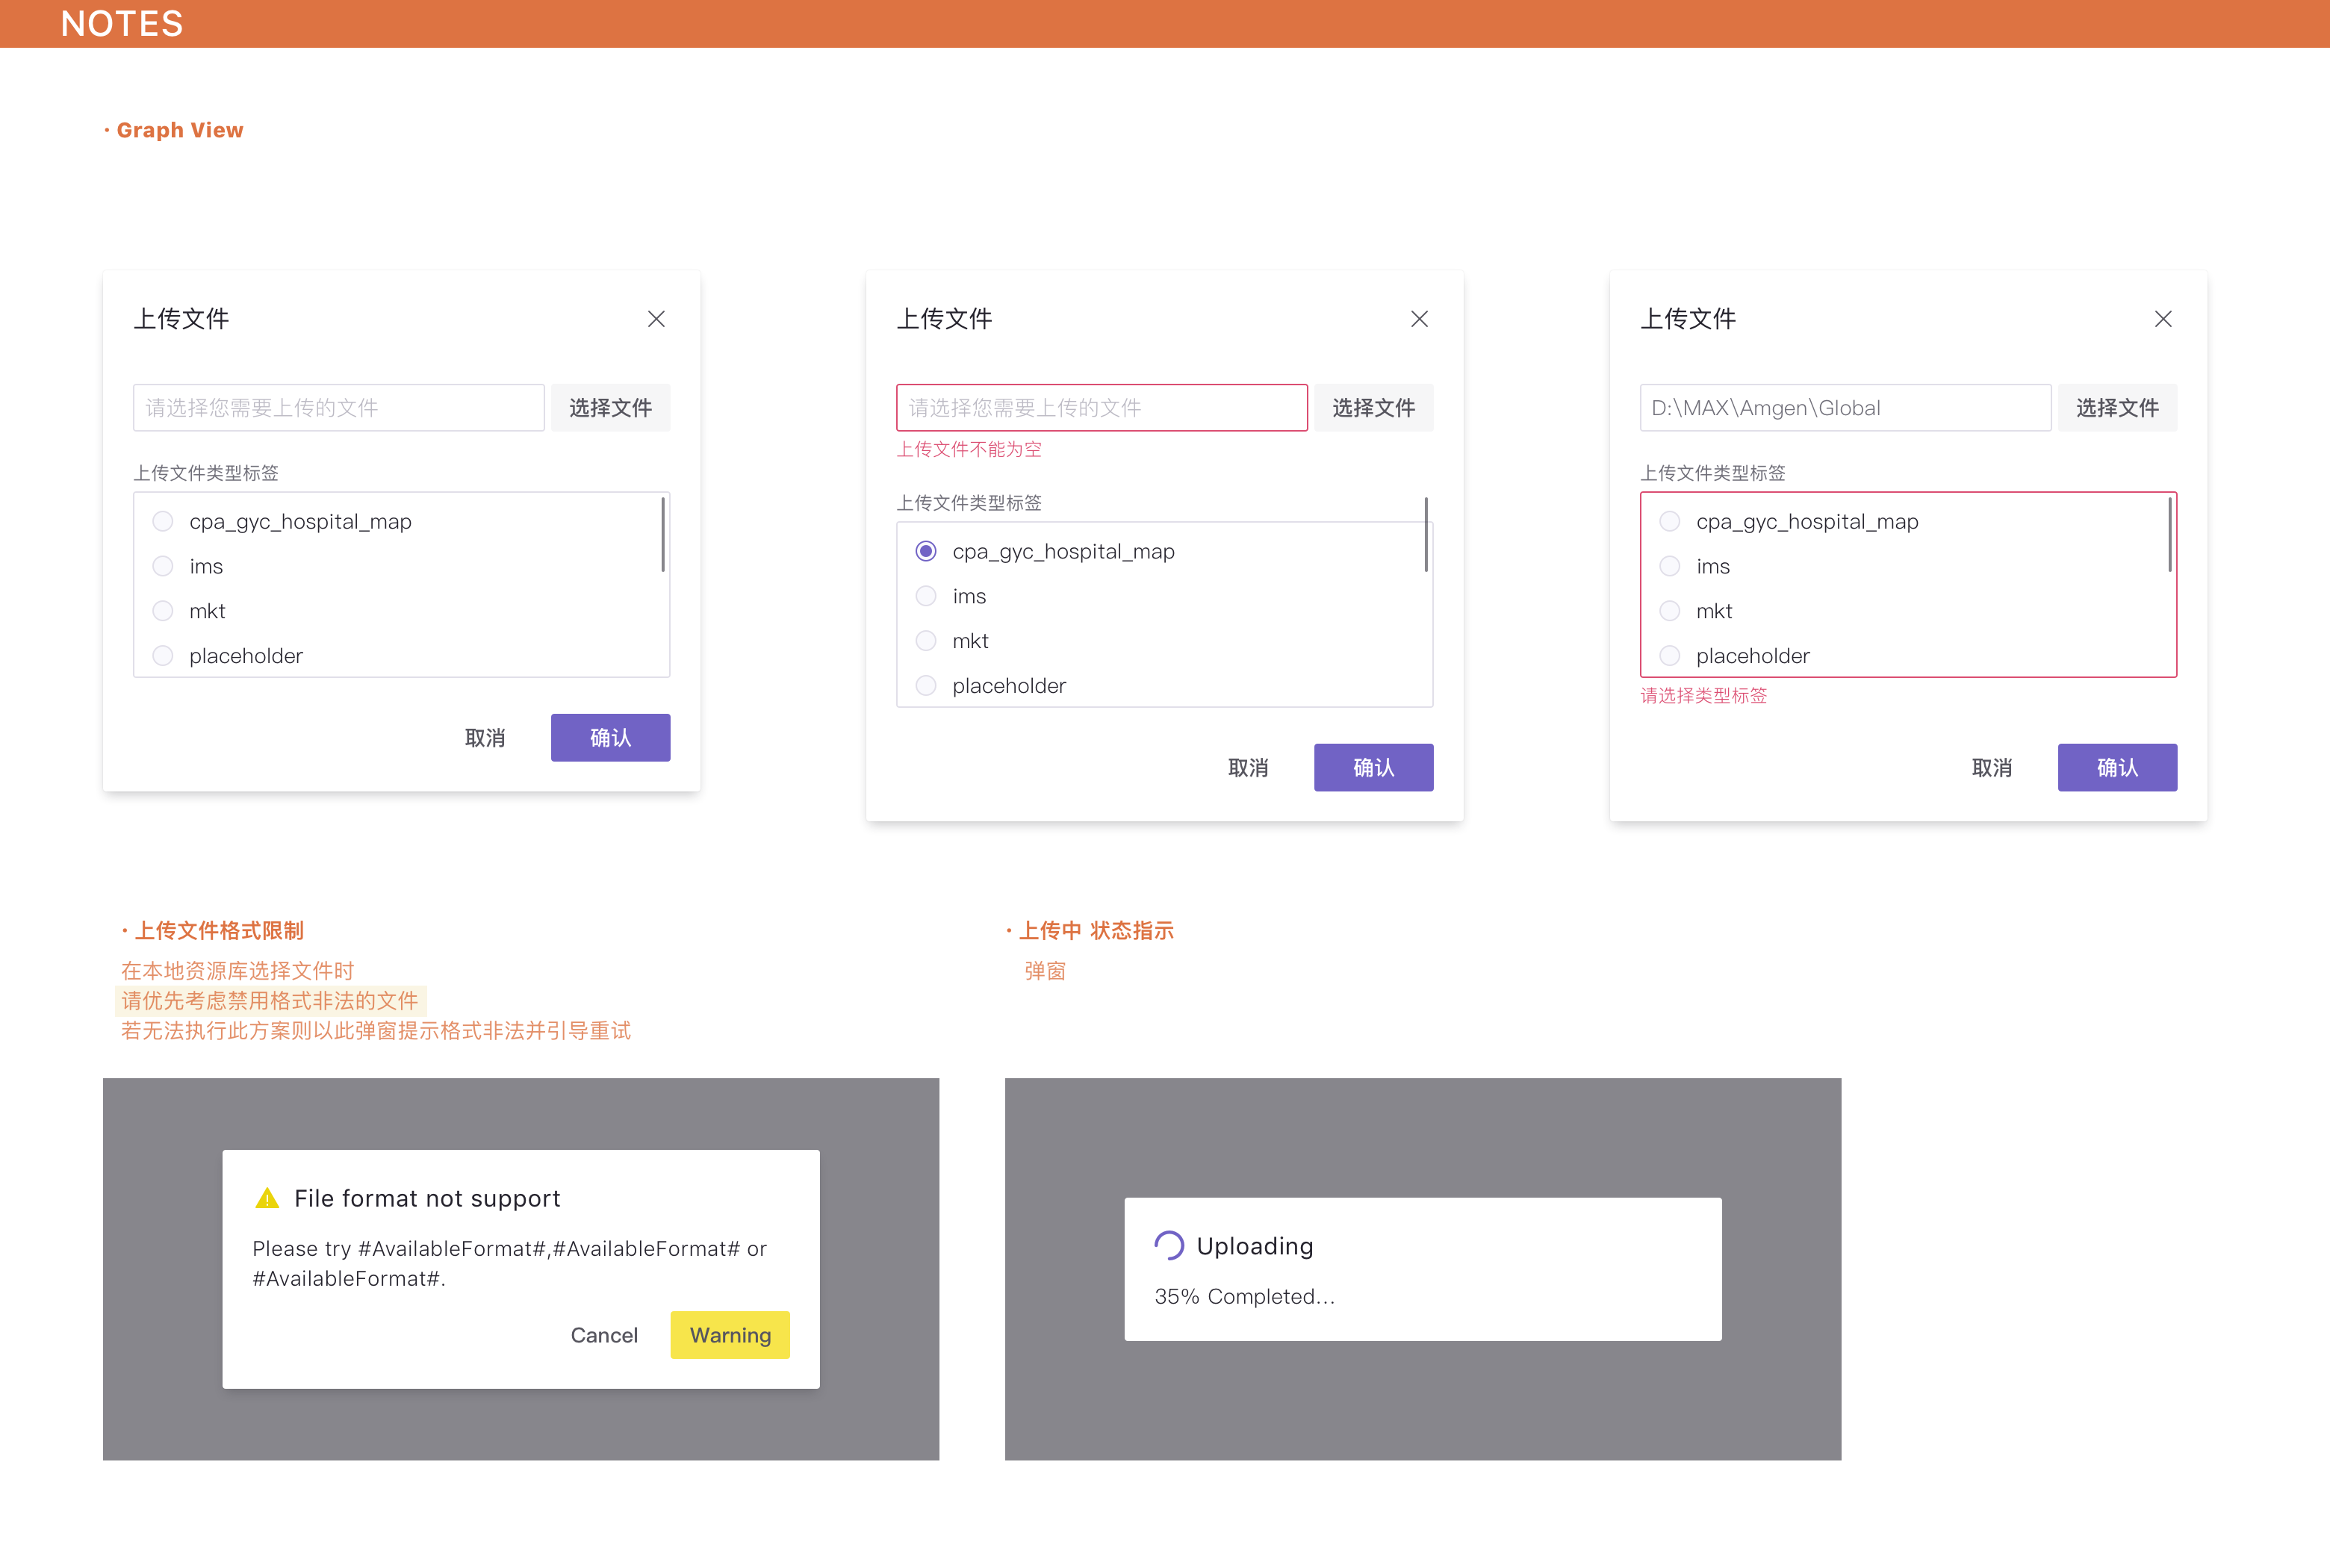 NOTES
· Graph View
上传文件
请选择您需要上传的文件
选择文件
上传文件类型标签
cpa_gyc_hospital_map
ims
mkt
placeholder
取消
确认
上传文件
请选择您需要上传的文件
选择文件
上传文件不能为空
上传文件类型标签
cpa_gyc_hospital_map
ims
mkt
placeholder
取消
确认
上传文件
D:\MAX\Amgen\Global
选择文件
上传文件类型标签
cpa_gyc_hospital_map
ims
mkt
placeholder
请选择类型标签
取消
确认
· 上传文件格式限制
在本地资源库选择文件时
请优先考虑禁用格式非法的文件
若无法执行此方案则以此弹窗提示格式非法并引导重试
File format not support
Please try #AvailableFormat#,#AvailableFormat# or
#AvailableFormat#.
Cancel
Warning
· 上传中 状态指示
弹窗
Uploading
35% Completed...